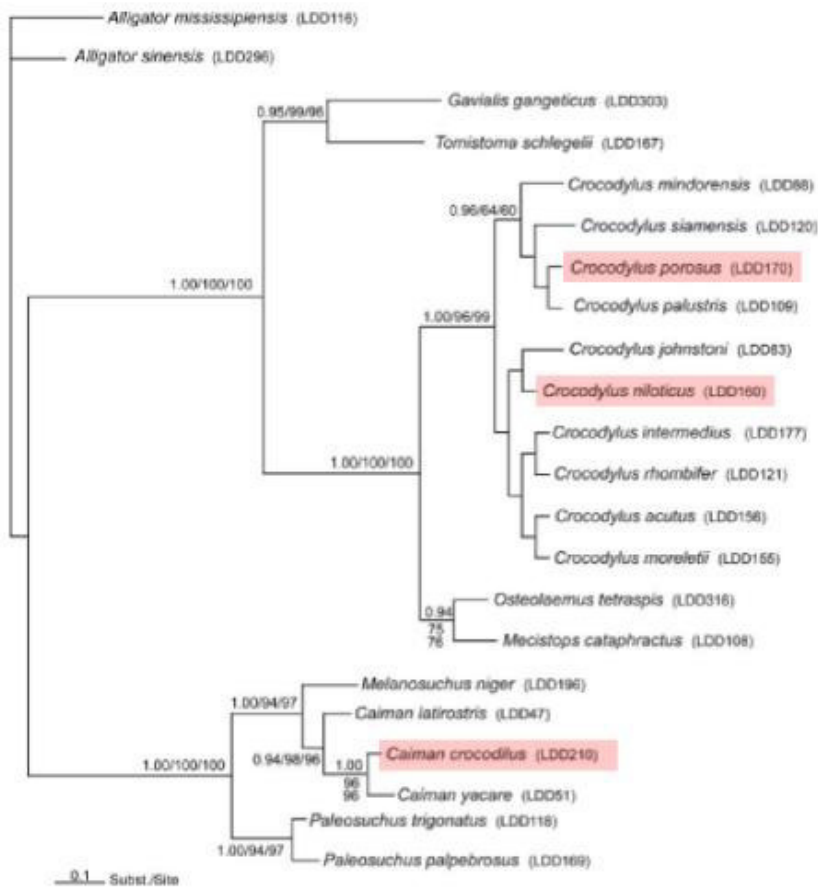 Alligator mississipiensis (LDD116)
Alligator sinensis (LDD296)
0.95/99/96
Gavialis gangeticus (LDD303)
Tomistoma schlegelii (LDD167)
Crocodylus mindorensis (LDD88)
0.96/64/60
Crocodylus siamensis (LDD120)
Crocodylus porosus (LDD170)
1.00/100/100
Crocodylus palustris (LDD109)
1.00/96/99
Crocodylus johnstoni (LDD83)
Crocodylus niloticus (LDD160)
Crocodylus intermedius (LDD177)
1.00/100/100
Crocodylus rhombifer (LDD121)
Crocodylus acutus (LDD156)
Crocodylus moreletii (LDD155)
Osteolaemus tetraspis (LDD316)
0.94
75
76
Mecistops cataphractus (LDD108)
Melanosuchus niger (LDD196)
1.00/94/97
Caiman latirostris (LDD47)
0.94/98/96
Caiman crocodilus (LDD210)
1.00/100/100
1.00
96
96
Caiman yacare (LDD51)
Paleosuchus trigonatus (LDD118)
1.00/94/97
Paleosuchus palpebrosus (LDD169)
0.1 Subst./Site